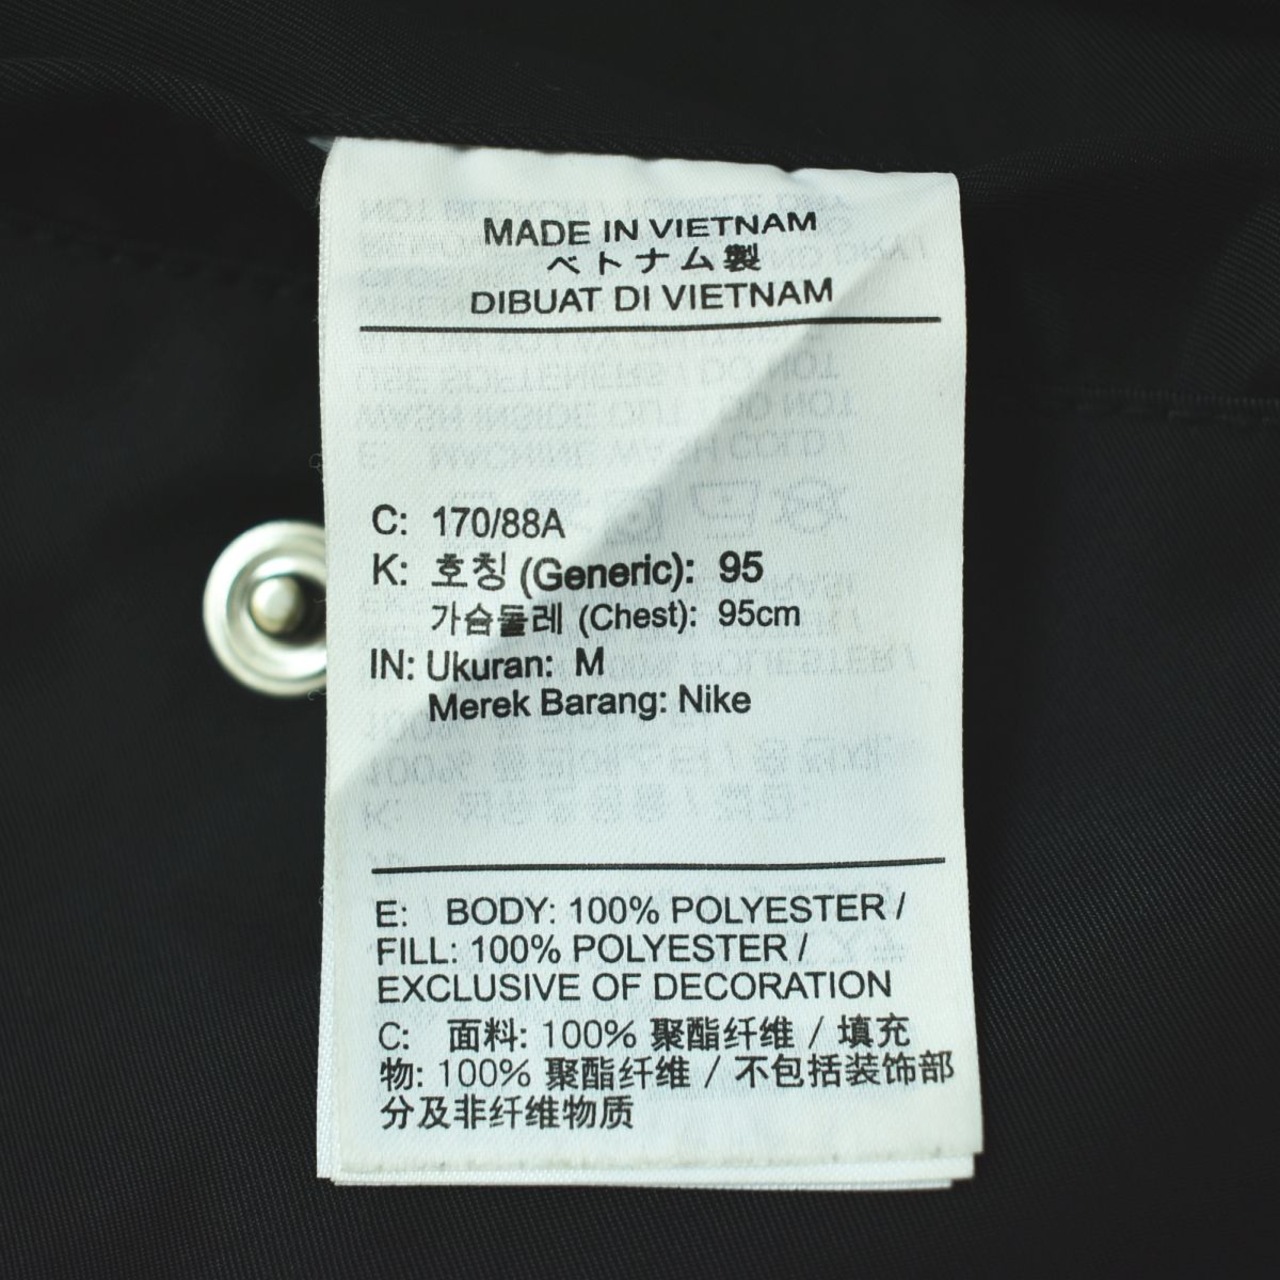 MADE IN VIETNAM
ベトナム製
DIBUAT DI VIETNAM
C: 170/88A
K: 호칭 (Generic): 95
가슴둘레 (Chest): 95cm
IN: Ukuran: M
Merek Barang: Nike
E: BODY: 100% POLYESTER /
FILL: 100% POLYESTER /
EXCLUSIVE OF DECORATION
C: 面料: 100% 聚酯纤维 / 填充
物: 100% 聚酯纤维 / 不包括装饰部
分及非纤维物质